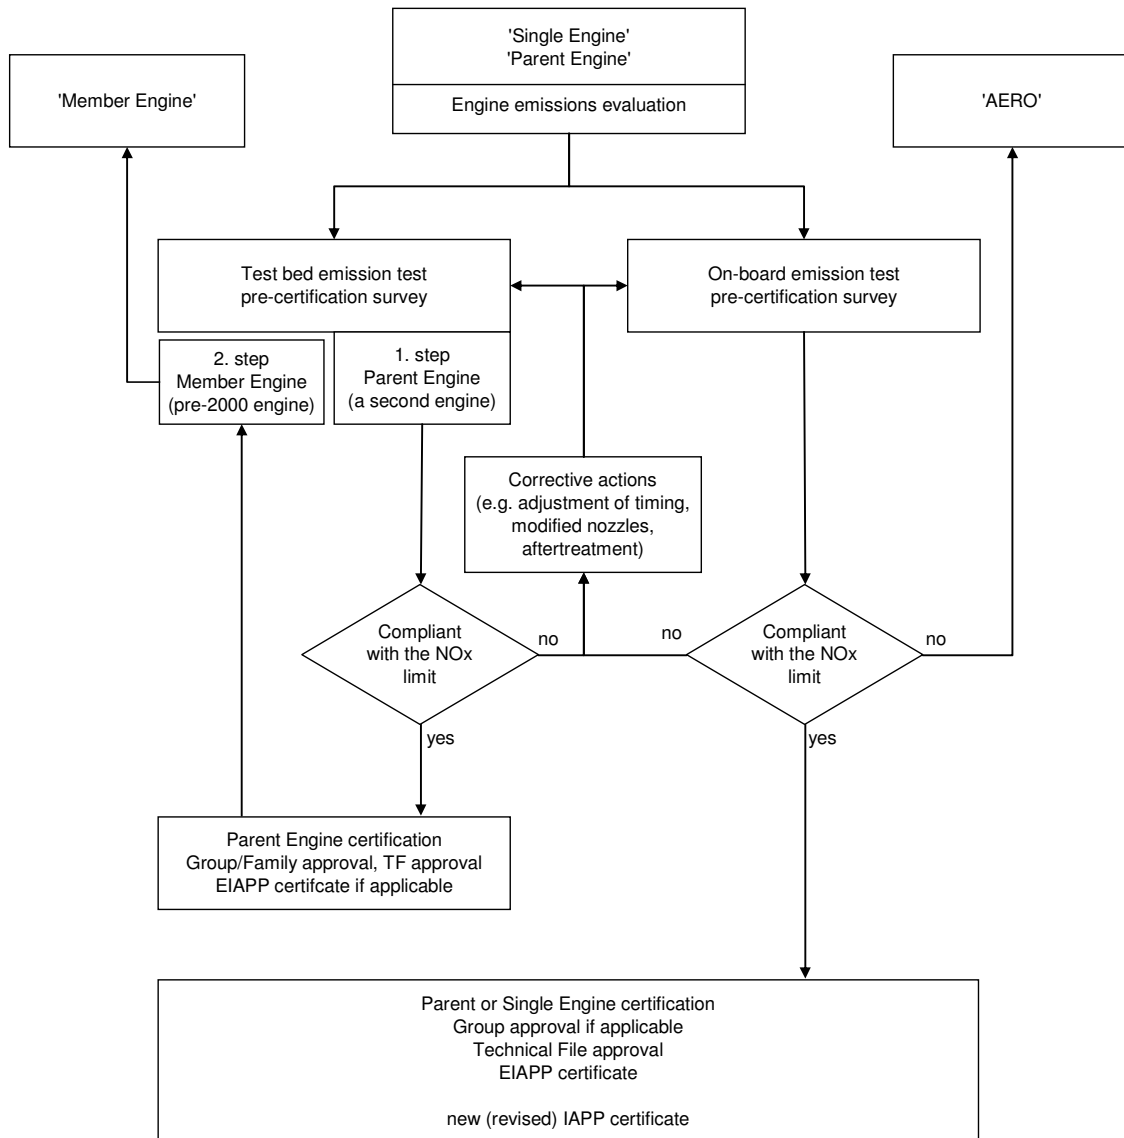 'Single Engine'
'Parent Engine'
Engine emissions evaluation
'Member Engine'
'AERO'
Test bed emission test
pre-certification survey
On-board emission test
pre-certification survey
2. step
Member Engine
(pre-2000 engine)
1. step
Parent Engine
(a second engine)
Corrective actions
(e.g. adjustment of timing,
modified nozzles,
aftertreatment)
Compliant
with the NOx
limit
no
no
Compliant
with the NOx
limit
no
yes
yes
Parent Engine certification
Group/Family approval, TF approval
EIAPP certifcate if applicable
Parent or Single Engine certification
Group approval if applicable
Technical File approval
EIAPP certificate
new (revised) IAPP certificate